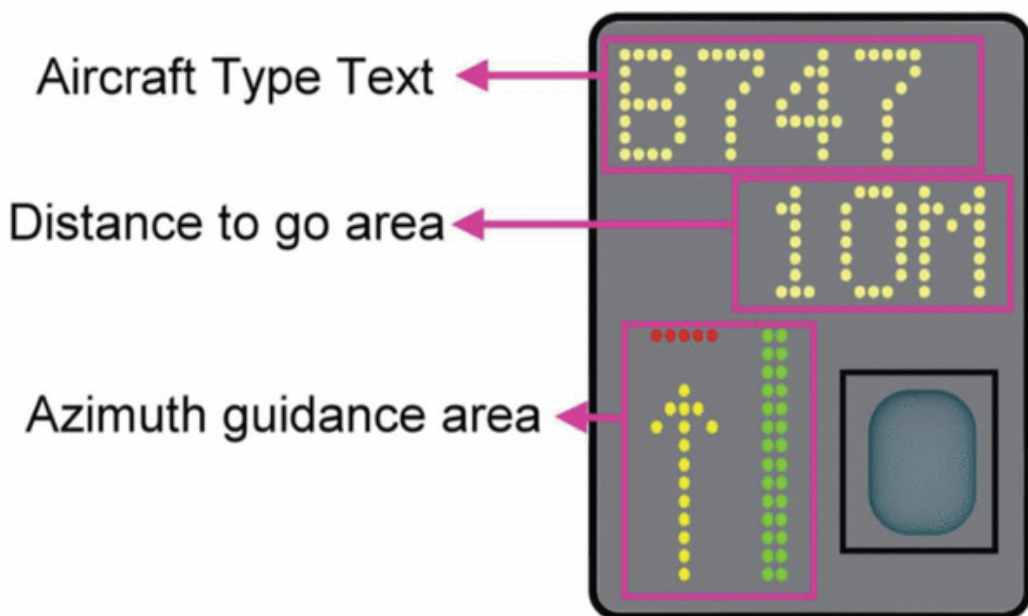 Aircraft Type Text
B747
Distance to go area
10M
Azimuth guidance area